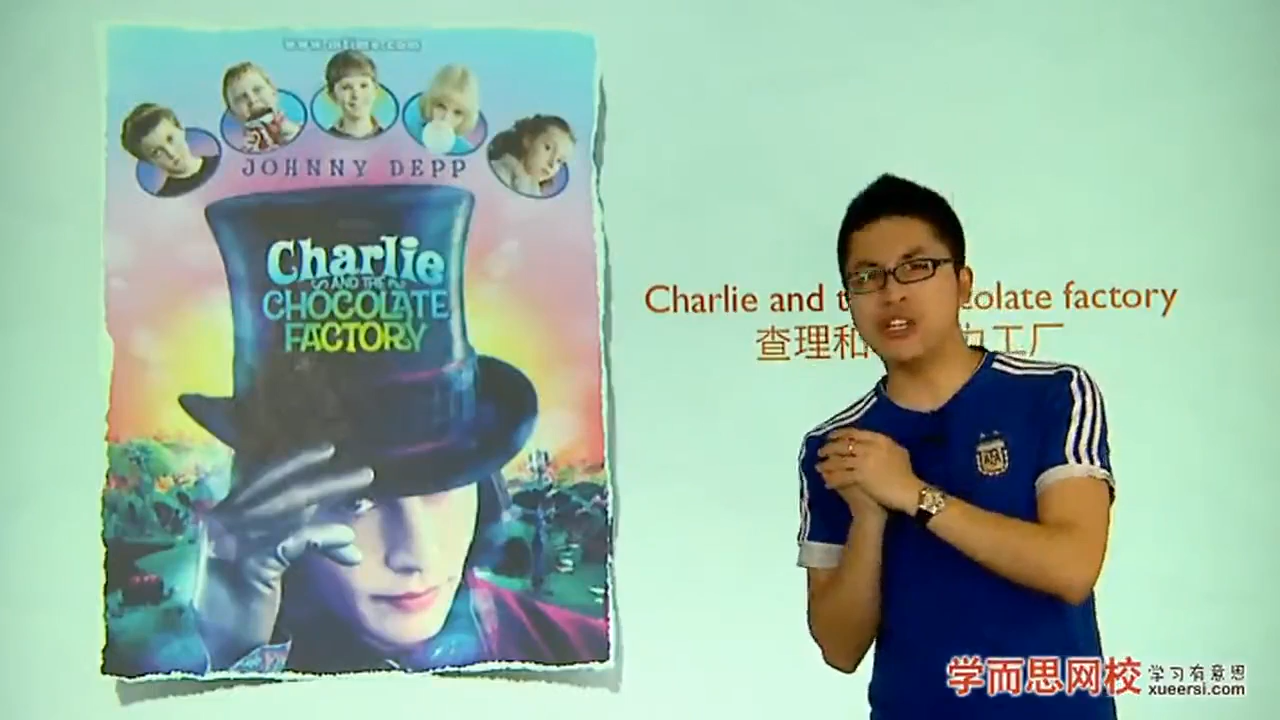 www.mtime.com
JOHNNY DEPP
Charlie
AND THE
CHOCOLATE
FACTORY
Charlie and t colate factory
查理和 工厂
AFA
学而思网校 学习有意思
xueersi.com